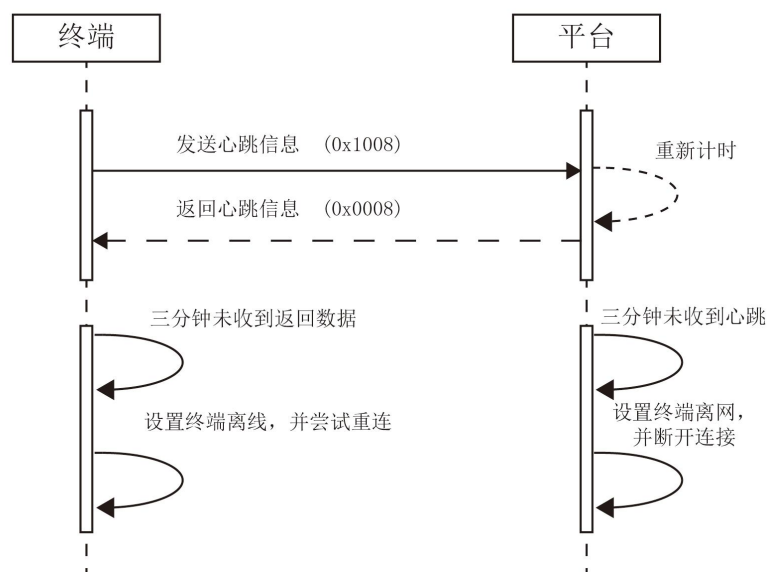 终端
平台
发送心跳信息 （0x1008）
重新计时
返回心跳信息 （0x0008）
三分钟未收到返回数据
三分钟未收到心跳
设置终端离线，并尝试重连
设置终端离网，
并断开连接